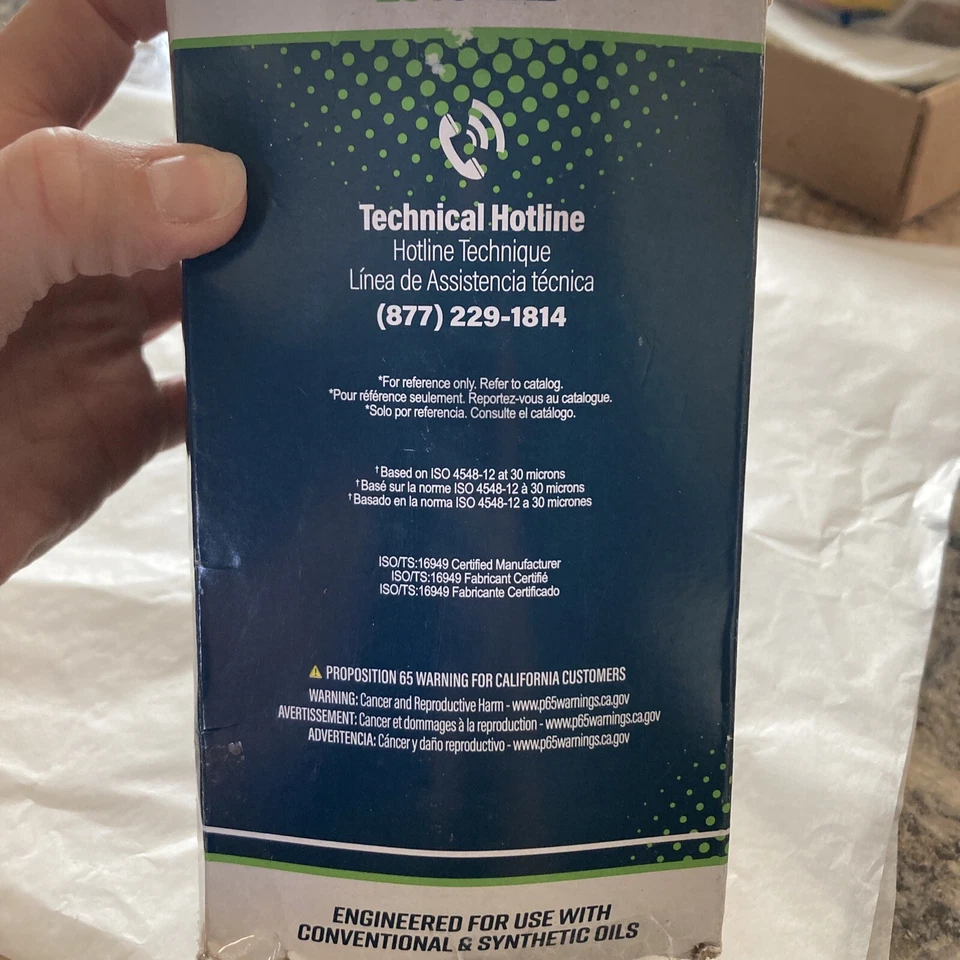 Technical Hotline
Hotline Technique
Línea de Assistencia técnica
(877) 229-1814
*For reference only. Refer to catalog.
*Pour référence seulement. Reportez-vous au catalogue.
*Solo por referencia. Consulte el catálogo.
†Based on ISO 4548-12 at 30 microns
†Basé sur la norme ISO 4548-12 à 30 microns
†Basado en la norma ISO 4548-12 a 30 micrones
ISO/TS:16949 Certified Manufacturer
ISO/TS:16949 Fabricant Certifié
ISO/TS:16949 Fabricante Certificado
⚠ PROPOSITION 65 WARNING FOR CALIFORNIA CUSTOMERS
WARNING: Cancer and Reproductive Harm - www.p65warnings.ca.gov
AVERTISSEMENT: Cancer et dommages à la reproduction - www.p65warnings.ca.gov
ADVERTENCIA: Cáncer y daño reproductivo - www.p65warnings.ca.gov
ENGINEERED FOR USE WITH
CONVENTIONAL & SYNTHETIC OILS